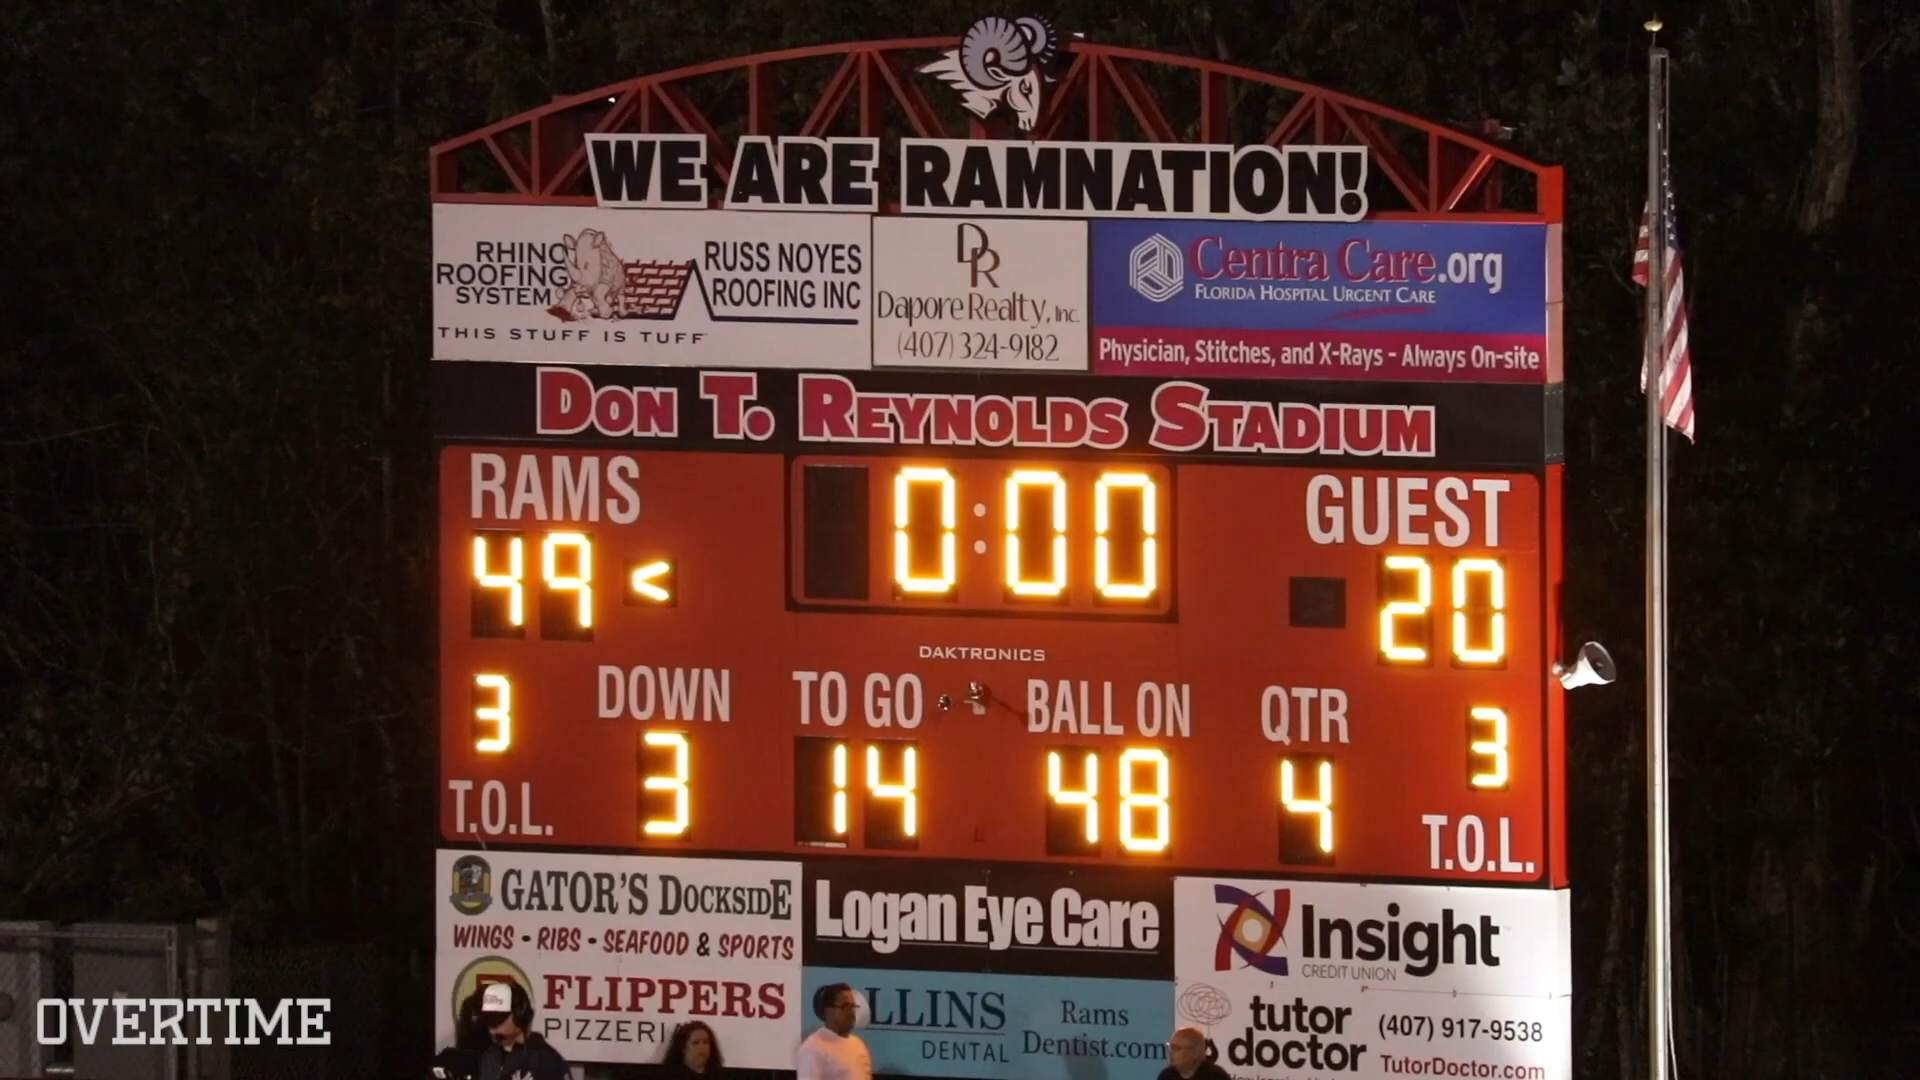 WE ARE RAMNATION!
RHINO
ROOFING
SYSTEM
RUSS NOYES
ROOFING INC
THIS STUFF IS TUFF
DR
Dapore Realty, Inc.
(407) 324-9182
Centra Care.org
FLORIDA HOSPITAL URGENT CARE
Physician, Stitches, and X-Rays - Always On-site
DON T. REYNOLDS STADIUM
RAMS
49 <
0:00
GUEST
20
DAKTRONICS
3
T.O.L.
DOWN
3
TO GO
14
BALL ON
48
QTR
4
3
T.O.L.
GATOR'S DOCKSIDE
WINGS • RIBS • SEAFOOD & SPORTS
FLIPPERS
PIZZERIA
Logan Eye Care
LLINS
DENTAL
Rams
Dentist.com
Insight
CREDIT UNION
tutor
doctor
(407) 917-9538
TutorDoctor.com
OVERTIME